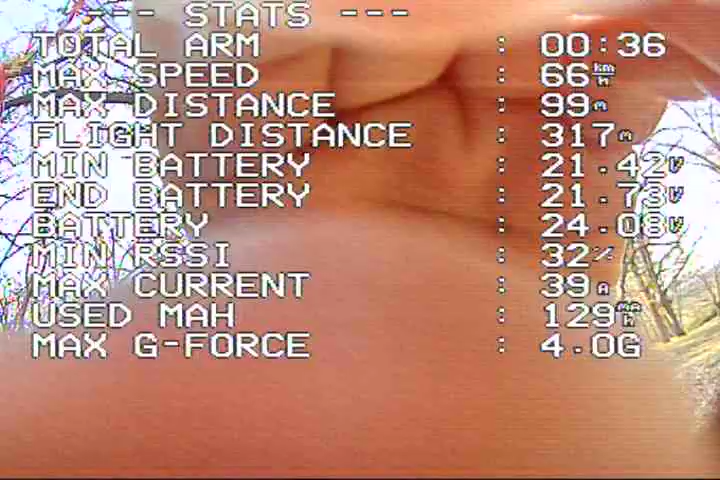 --- STATS ---
TOTAL ARM : 00:36
MAX SPEED : 66km/h
MAX DISTANCE : 99m
FLIGHT DISTANCE : 317m
MIN BATTERY : 21.42V
END BATTERY : 21.73V
BATTERY : 24.08V
MIN RSSI : 32%
MAX CURRENT : 39A
USED MAH : 129mAh
MAX G-FORCE : 4.0G